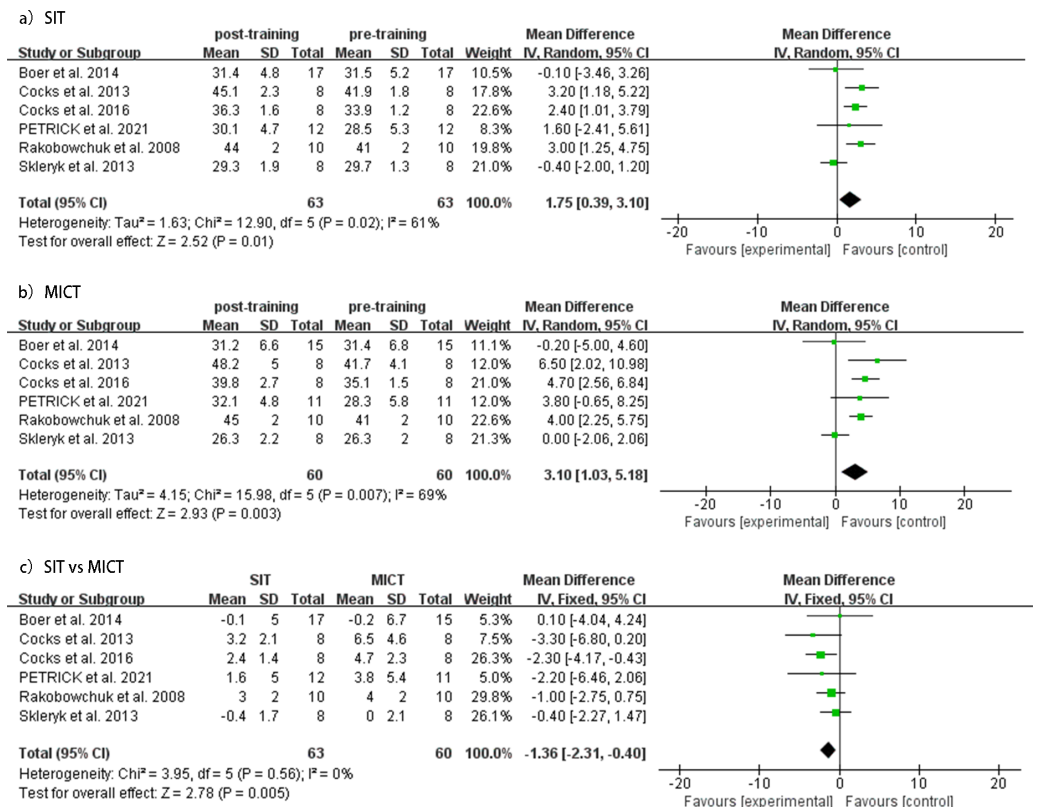 a) SIT
post-training pre-training Mean Difference Mean Difference
Study or Subgroup Mean SD Total Mean SD Total Weight IV, Random, 95% CI IV, Random, 95% CI
Boer et al. 2014 31.4 4.8 17 31.5 5.2 17 10.5% -0.10 [-3.46, 3.26]
Cocks et al. 2013 45.1 2.3 8 41.9 1.8 8 17.8% 3.20 [1.18, 5.22]
Cocks et al. 2016 36.3 1.6 8 33.9 1.2 8 22.6% 2.40 [1.01, 3.79]
PETRICK et al. 2021 30.1 4.7 12 28.5 5.3 12 8.3% 1.60 [-2.41, 5.61]
Rakobowchuk et al. 2008 44 2 10 41 2 10 19.8% 3.00 [1.25, 4.75]
Skleryk et al. 2013 29.3 1.9 8 29.7 1.3 8 21.0% -0.40 [-2.00, 1.20]
Total (95% CI) 63 63 100.0% 1.75 [0.39, 3.10]
Heterogeneity: Tau² = 1.63; Chi² = 12.90, df = 5 (P = 0.02); I² = 61%
Test for overall effect: Z = 2.52 (P = 0.01)
-20 -10 0 10 20
Favours [experimental] Favours [control]
b) MICT
post-training pre-training Mean Difference Mean Difference
Study or Subgroup Mean SD Total Mean SD Total Weight IV, Random, 95% CI IV, Random, 95% CI
Boer et al. 2014 31.2 6.6 15 31.4 6.8 15 11.1% -0.20 [-5.00, 4.60]
Cocks et al. 2013 48.2 5 8 41.7 4.1 8 12.0% 6.50 [2.02, 10.98]
Cocks et al. 2016 39.8 2.7 8 35.1 1.5 8 21.0% 4.70 [2.56, 6.84]
PETRICK et al. 2021 32.1 4.8 11 28.3 5.8 11 12.0% 3.80 [-0.65, 8.25]
Rakobowchuk et al. 2008 45 2 10 41 2 10 22.6% 4.00 [2.25, 5.75]
Skleryk et al. 2013 26.3 2.2 8 26.3 2 8 21.3% 0.00 [-2.06, 2.06]
Total (95% CI) 60 60 100.0% 3.10 [1.03, 5.18]
Heterogeneity: Tau² = 4.15; Chi² = 15.98, df = 5 (P = 0.007); I² = 69%
Test for overall effect: Z = 2.93 (P = 0.003)
-20 -10 0 10 20
Favours [experimental] Favours [control]
c) SIT vs MICT
SIT MICT Mean Difference Mean Difference
Study or Subgroup Mean SD Total Mean SD Total Weight IV, Fixed, 95% CI IV, Fixed, 95% CI
Boer et al. 2014 -0.1 5 17 -0.2 6.7 15 5.3% 0.10 [-4.04, 4.24]
Cocks et al. 2013 3.2 2.1 8 6.5 4.6 8 7.5% -3.30 [-6.80, 0.20]
Cocks et al. 2016 2.4 1.4 8 4.7 2.3 8 26.3% -2.30 [-4.17, -0.43]
PETRICK et al. 2021 1.6 5 12 3.8 5.4 11 5.0% -2.20 [-6.46, 2.06]
Rakobowchuk et al. 2008 3 2 10 4 2 10 29.8% -1.00 [-2.75, 0.75]
Skleryk et al. 2013 -0.4 1.7 8 0 2.1 8 26.1% -0.40 [-2.27, 1.47]
Total (95% CI) 63 60 100.0% -1.36 [-2.31, -0.40]
Heterogeneity: Chi² = 3.95, df = 5 (P = 0.56); I² = 0%
Test for overall effect: Z = 2.78 (P = 0.005)
-20 -10 0 10 20
Favours [experimental] Favours [control]